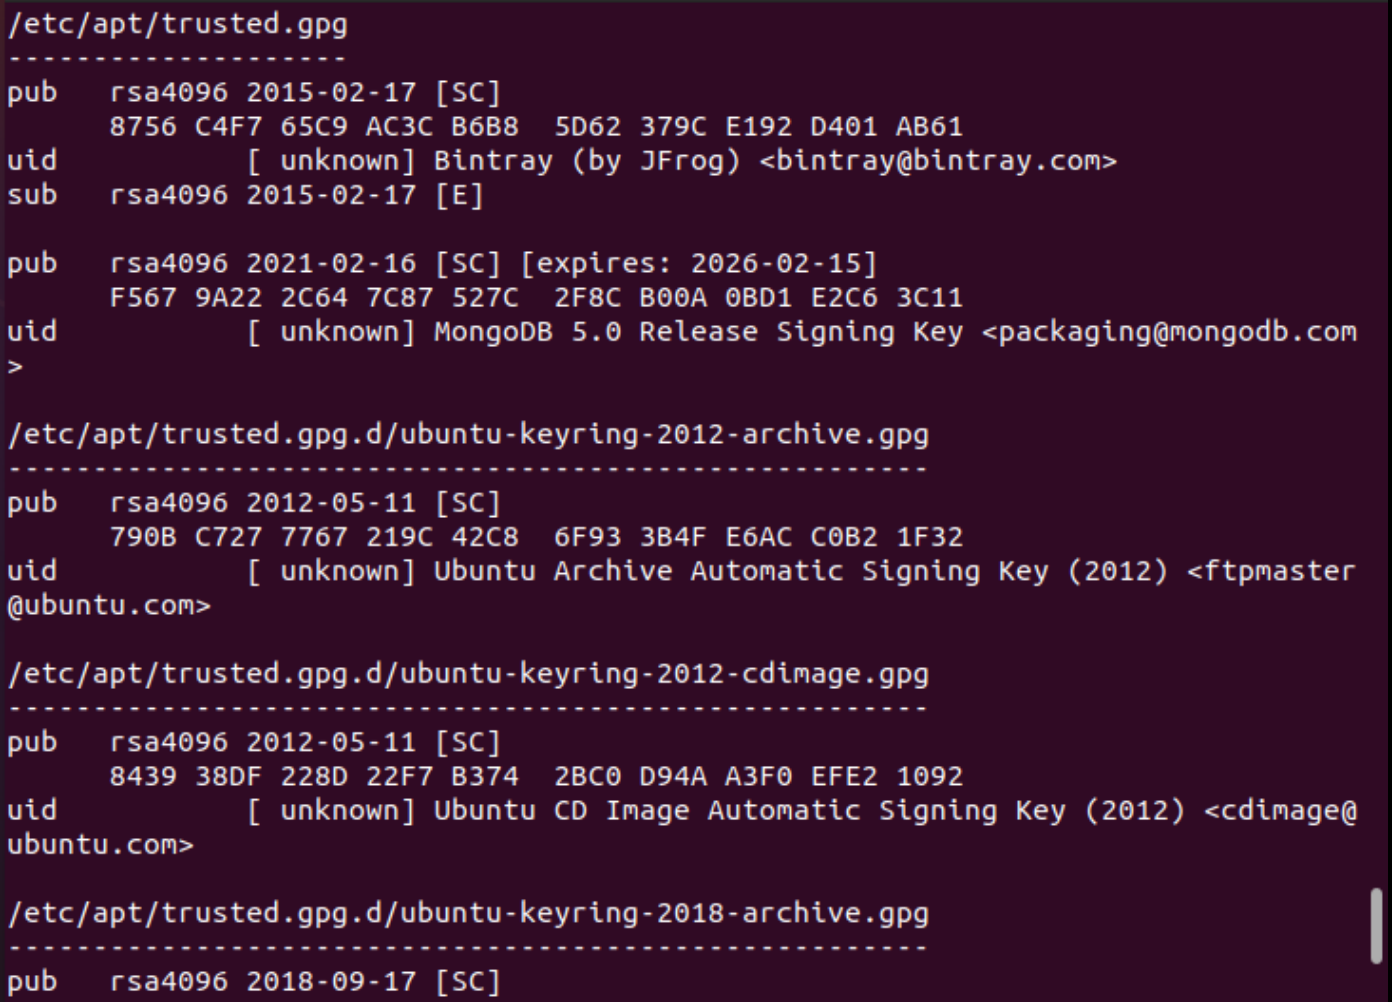 /etc/apt/trusted.gpg
--------------------
pub   rsa4096 2015-02-17 [SC]
      8756 C4F7 65C9 AC3C B6B8  5D62 379C E192 D401 AB61
uid           [ unknown] Bintray (by JFrog) <bintray@bintray.com>
sub   rsa4096 2015-02-17 [E]

pub   rsa4096 2021-02-16 [SC] [expires: 2026-02-15]
      F567 9A22 2C64 7C87 527C  2F8C B00A 0BD1 E2C6 3C11
uid           [ unknown] MongoDB 5.0 Release Signing Key <packaging@mongodb.com
>

/etc/apt/trusted.gpg.d/ubuntu-keyring-2012-archive.gpg
------------------------------------------------------
pub   rsa4096 2012-05-11 [SC]
      790B C727 7767 219C 42C8  6F93 3B4F E6AC C0B2 1F32
uid           [ unknown] Ubuntu Archive Automatic Signing Key (2012) <ftpmaster
@ubuntu.com>

/etc/apt/trusted.gpg.d/ubuntu-keyring-2012-cdimage.gpg
------------------------------------------------------
pub   rsa4096 2012-05-11 [SC]
      8439 38DF 228D 22F7 B374  2BC0 D94A A3F0 EFE2 1092
uid           [ unknown] Ubuntu CD Image Automatic Signing Key (2012) <cdimage@
ubuntu.com>

/etc/apt/trusted.gpg.d/ubuntu-keyring-2018-archive.gpg
------------------------------------------------------
pub   rsa4096 2018-09-17 [SC]